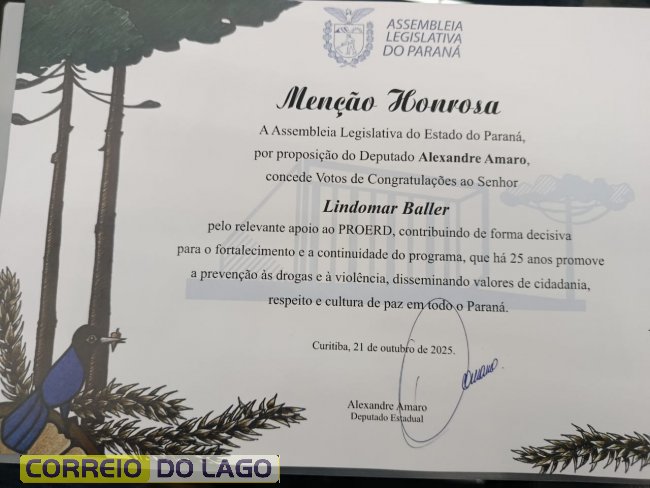 ASSEMBLEIA
LEGISLATIVA
DO PARANÁ
Menção Honrosa
A Assembleia Legislativa do Estado do Paraná,
por proposição do Deputado Alexandre Amaro,
concede Votos de Congratulações ao Senhor
Lindomar Baller
pelo relevante apoio ao PROERD, contribuindo de forma decisiva
para o fortalecimento e a continuidade do programa, que há 25 anos promove
a prevenção às drogas e à violência, disseminando valores de cidadania,
respeito e cultura de paz em todo o Paraná.
Curitiba, 21 de outubro de 2025.
Alexandre Amaro
Deputado Estadual
CORREIO DO LAGO